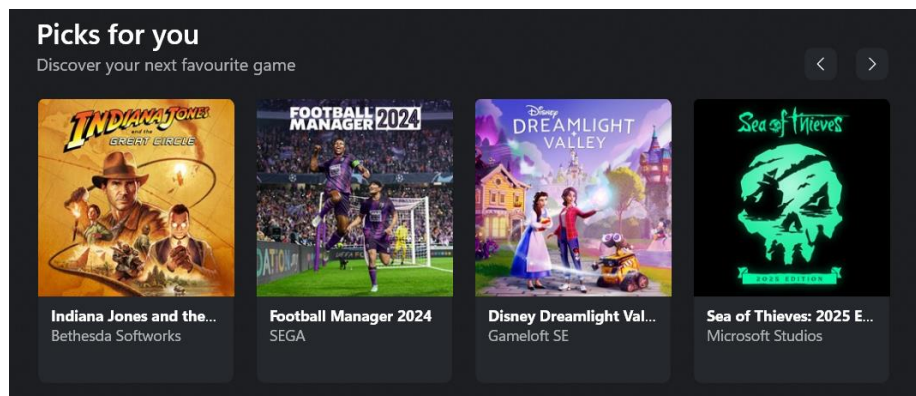 Picks for you
Discover your next favourite game
INDIANA JONES
and the
GREAT CIRCLE
FOOTBALL
MANAGER 2024
Disney
DREAMLIGHT
VALLEY
Sea of Thieves
2025 EDITION
Indiana Jones and the...
Bethesda Softworks
Football Manager 2024
SEGA
Disney Dreamlight Val...
Gameloft SE
Sea of Thieves: 2025 E...
Microsoft Studios